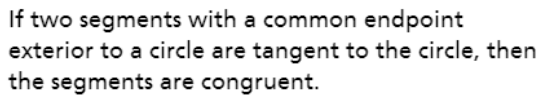 If two segments with a common endpoint
exterior to a circle are tangent to the circle, then
the segments are congruent.